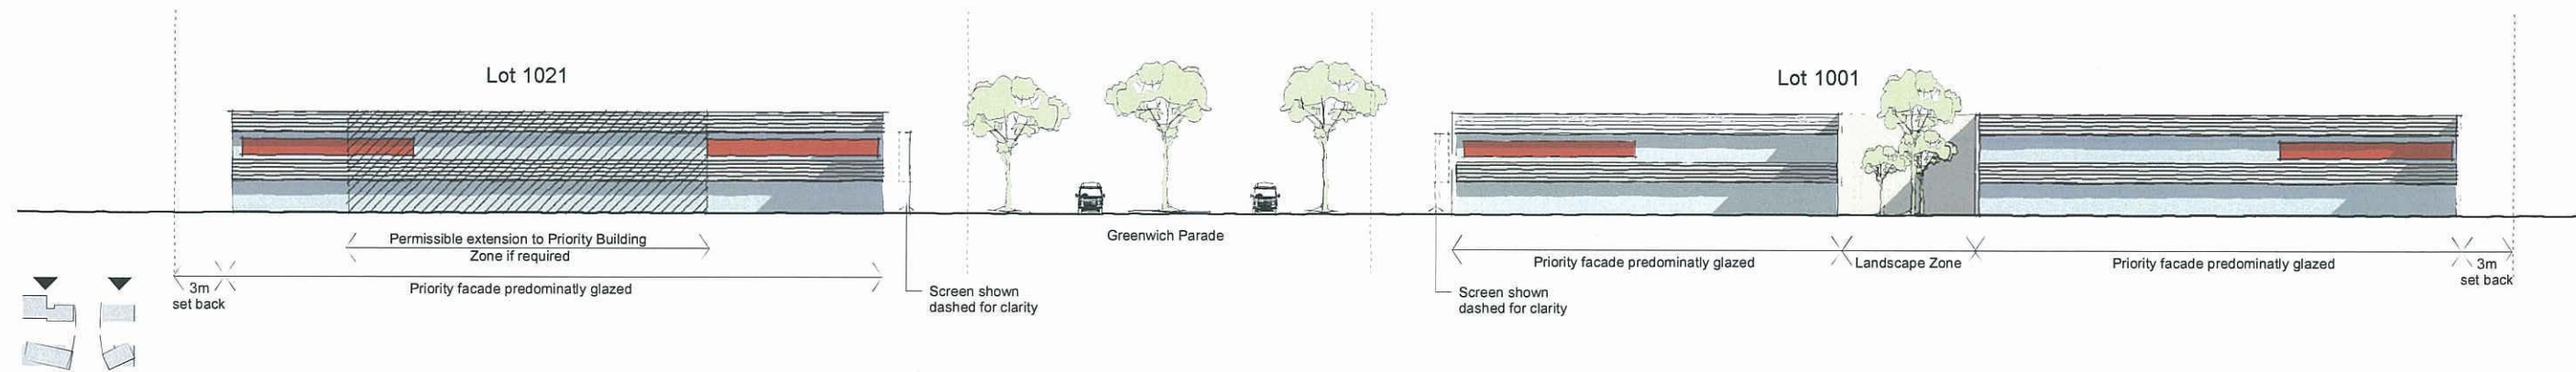 Lot 1021
Lot 1001
Permissible extension to Priority Building
Zone if required
Greenwich Parade
Priority facade predominatly glazed
Landscape Zone
Priority facade predominatly glazed
3m
set back
3m
set back
Priority facade predominatly glazed
Screen shown
dashed for clarity
Screen shown
dashed for clarity